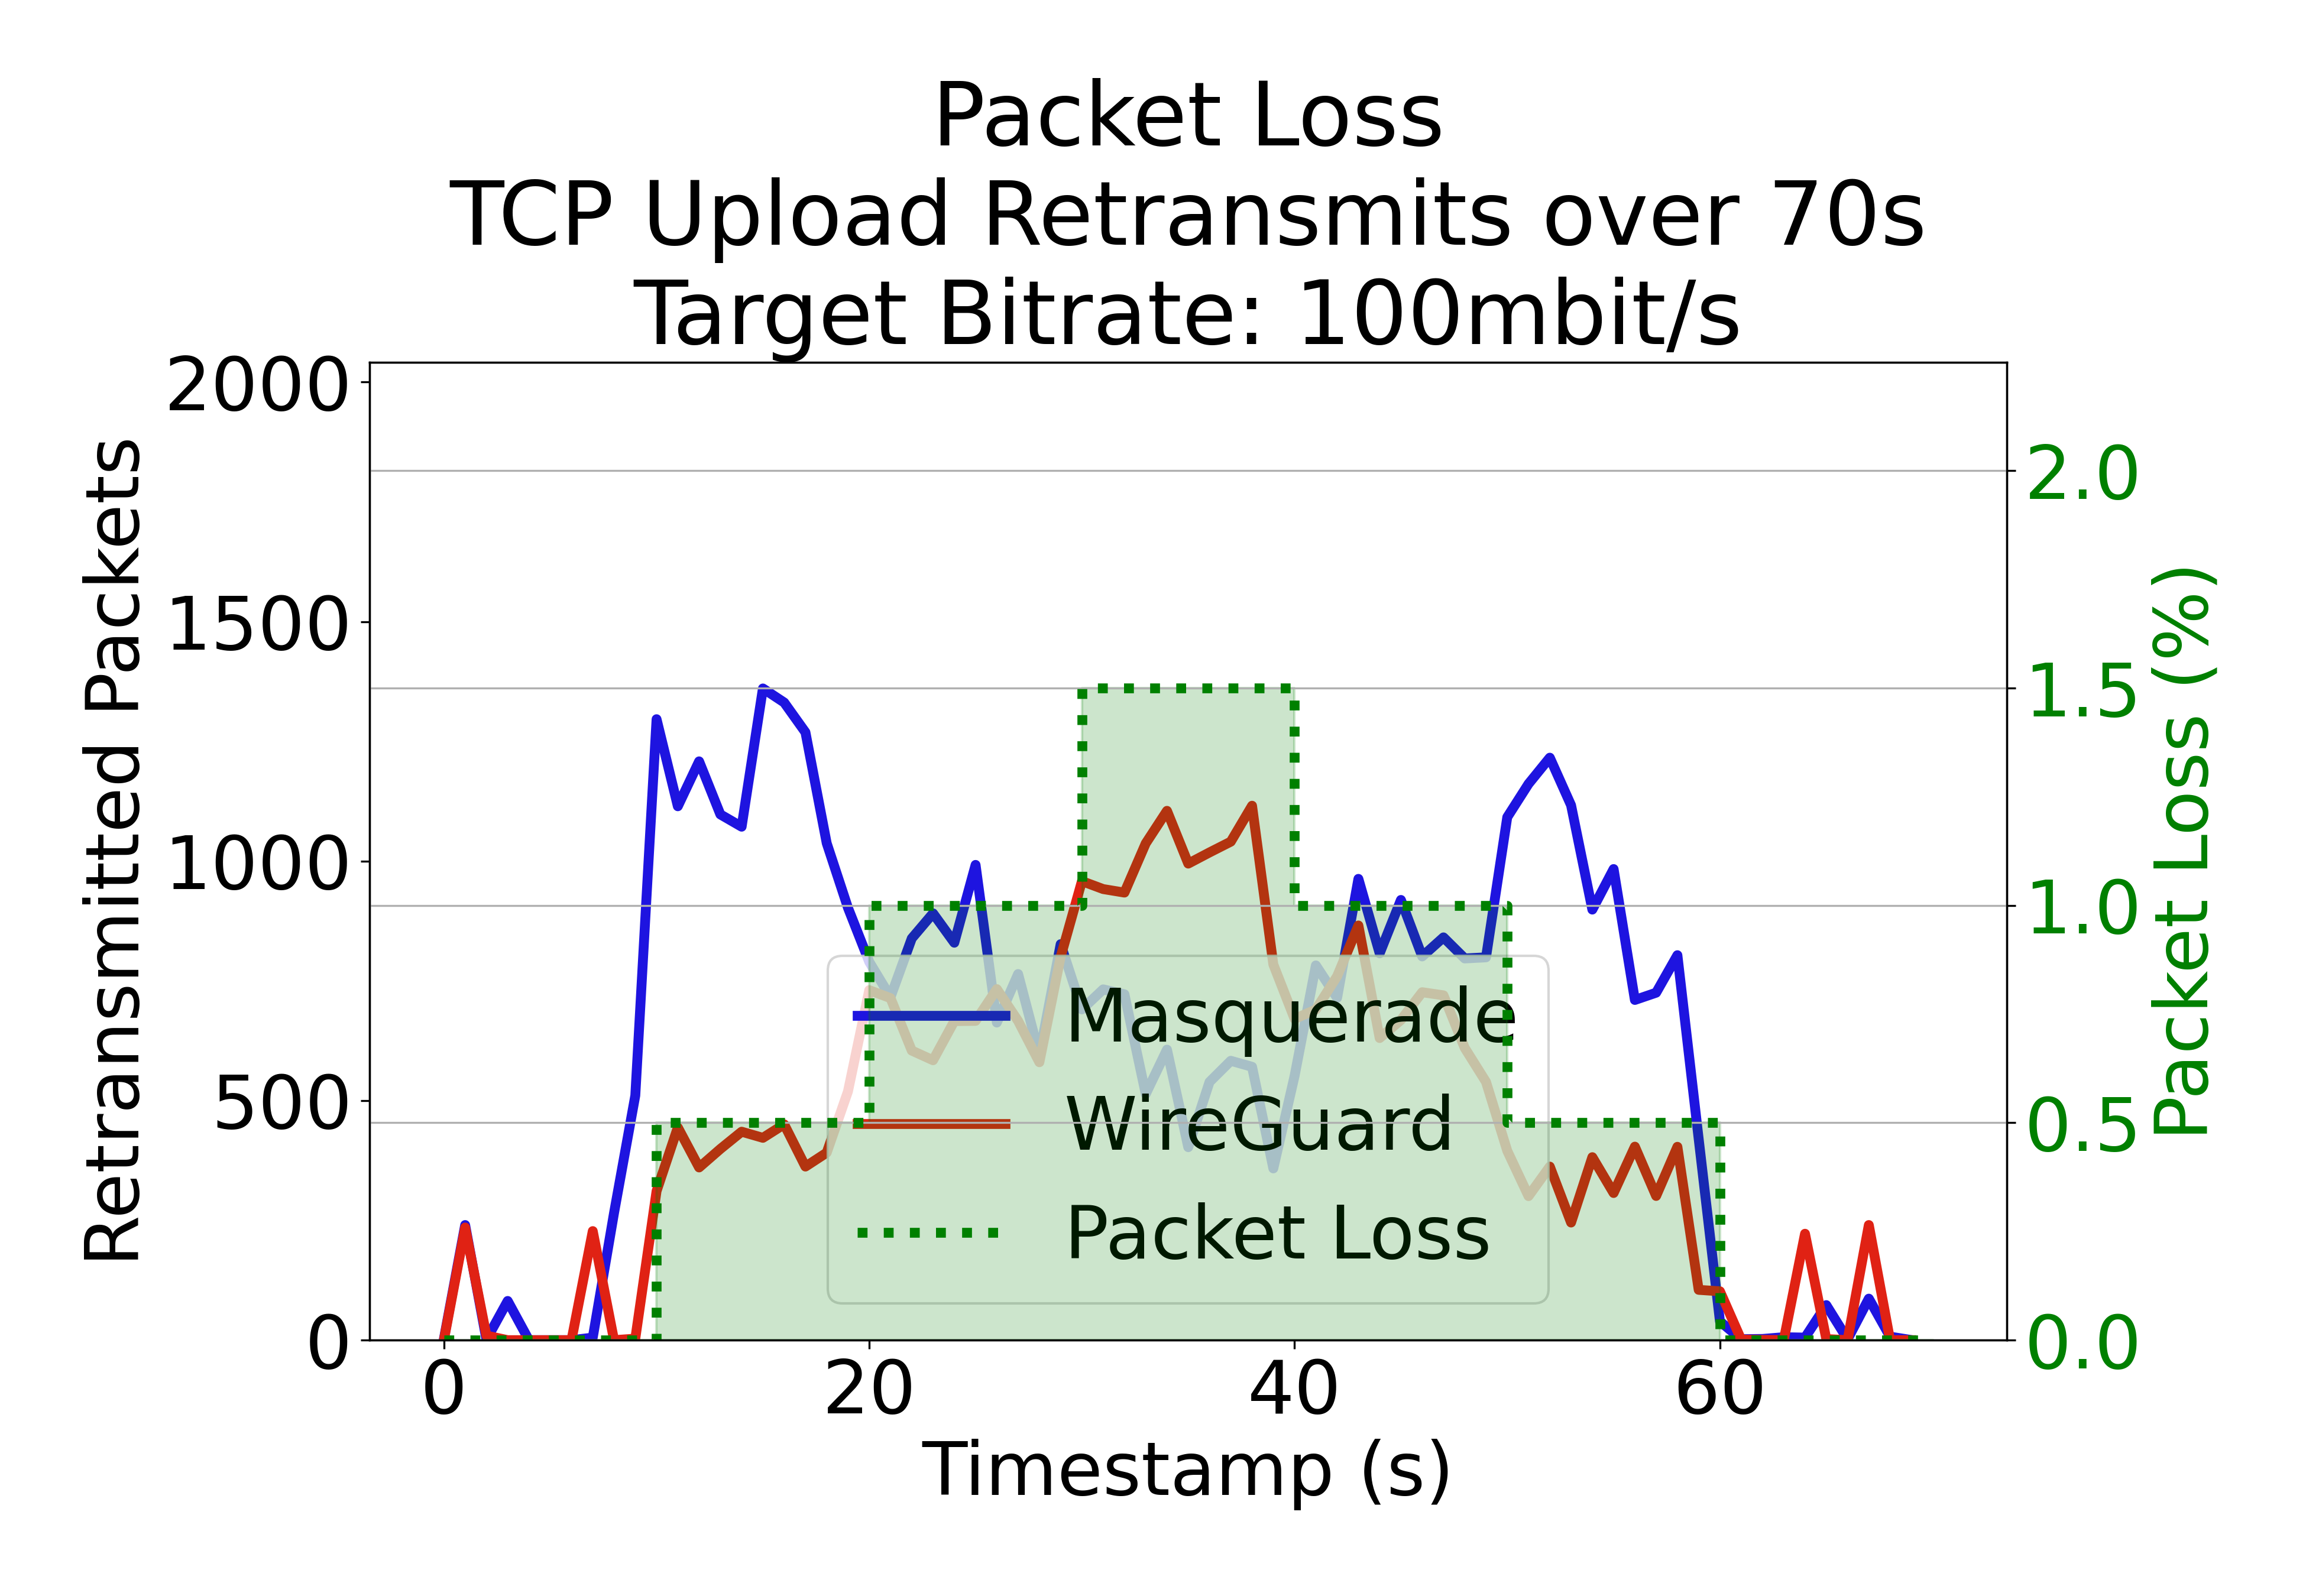 Packet Loss
TCP Upload Retransmits over 70s
Target Bitrate: 100mbit/s
Retransmitted Packets
2000
1500
1000
500
0
2.0
1.5
1.0
0.5
0.0
Packet Loss (%)
Masquerade
WireGuard
Packet Loss
0 20 40 60
Timestamp (s)